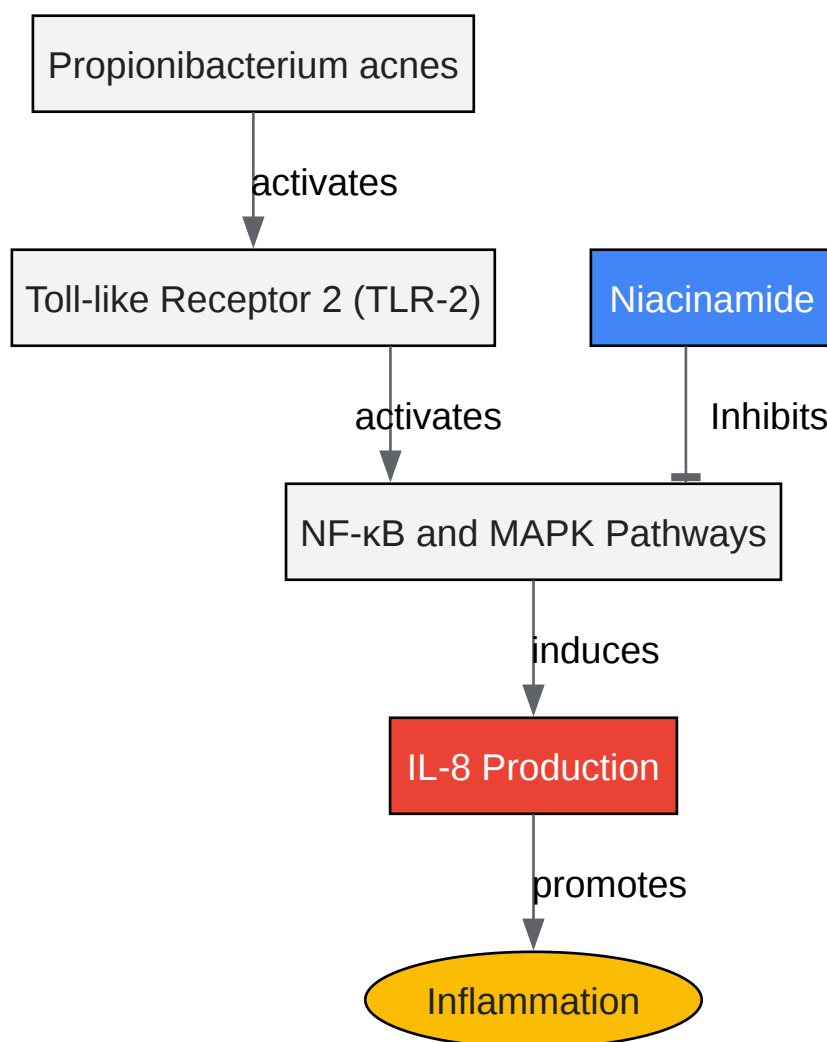 Propionibacterium acnes
activates
Toll-like Receptor 2 (TLR-2)
Niacinamide
activates
Inhibits
NF-κB and MAPK Pathways
induces
IL-8 Production
promotes
Inflammation